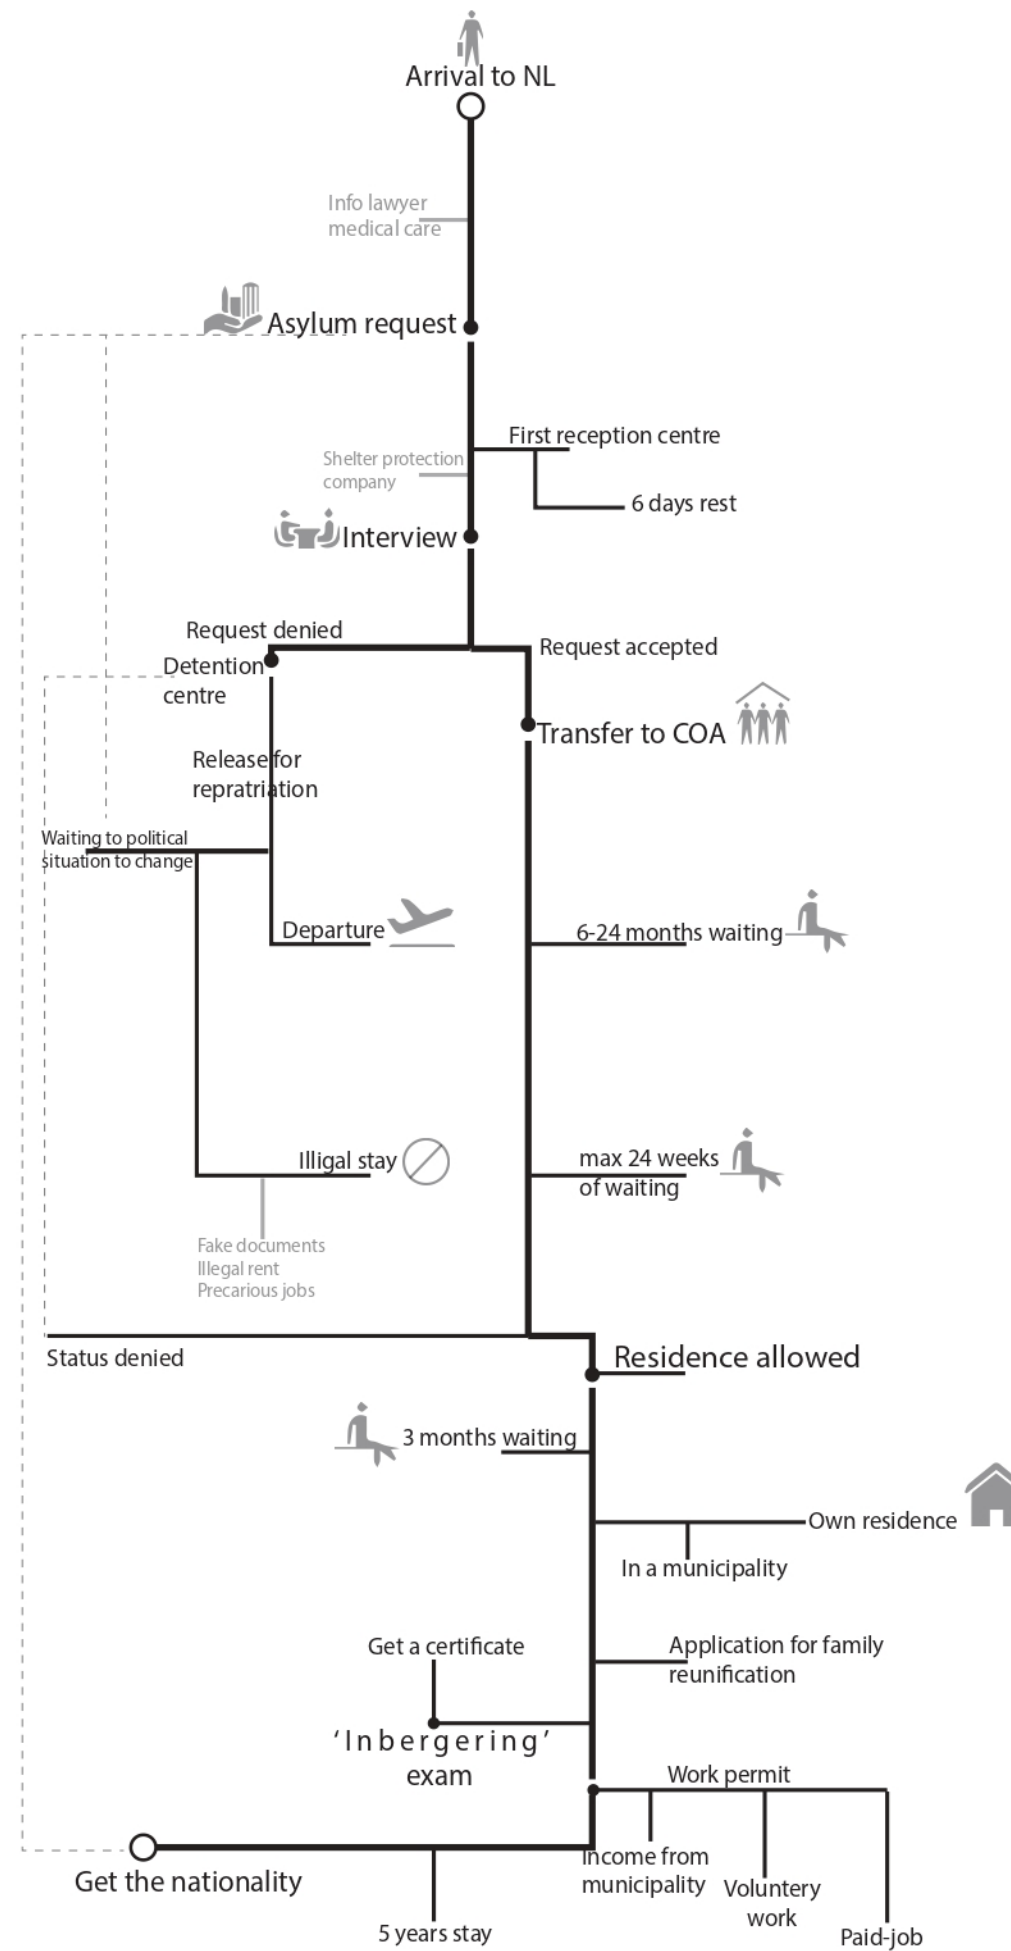 Arrival to NL
Info lawyer
medical care
Asylum request
First reception centre
Shelter protection
company
6 days rest
Interview
Request denied
Request accepted
Detention
centre
Transfer to COA
Release for
repratriation
Waiting to political
situation to change
Departure
6-24 months waiting
Illigal stay
max 24 weeks
of waiting
Fake documents
Illegal rent
Precarious jobs
Status denied
Residence allowed
3 months waiting
Own residence
In a municipality
Get a certificate
Application for family
reunification
‘Inbergering’
exam
Work permit
Income from
municipality
Voluntery
work
Paid-job
Get the nationality
5 years stay